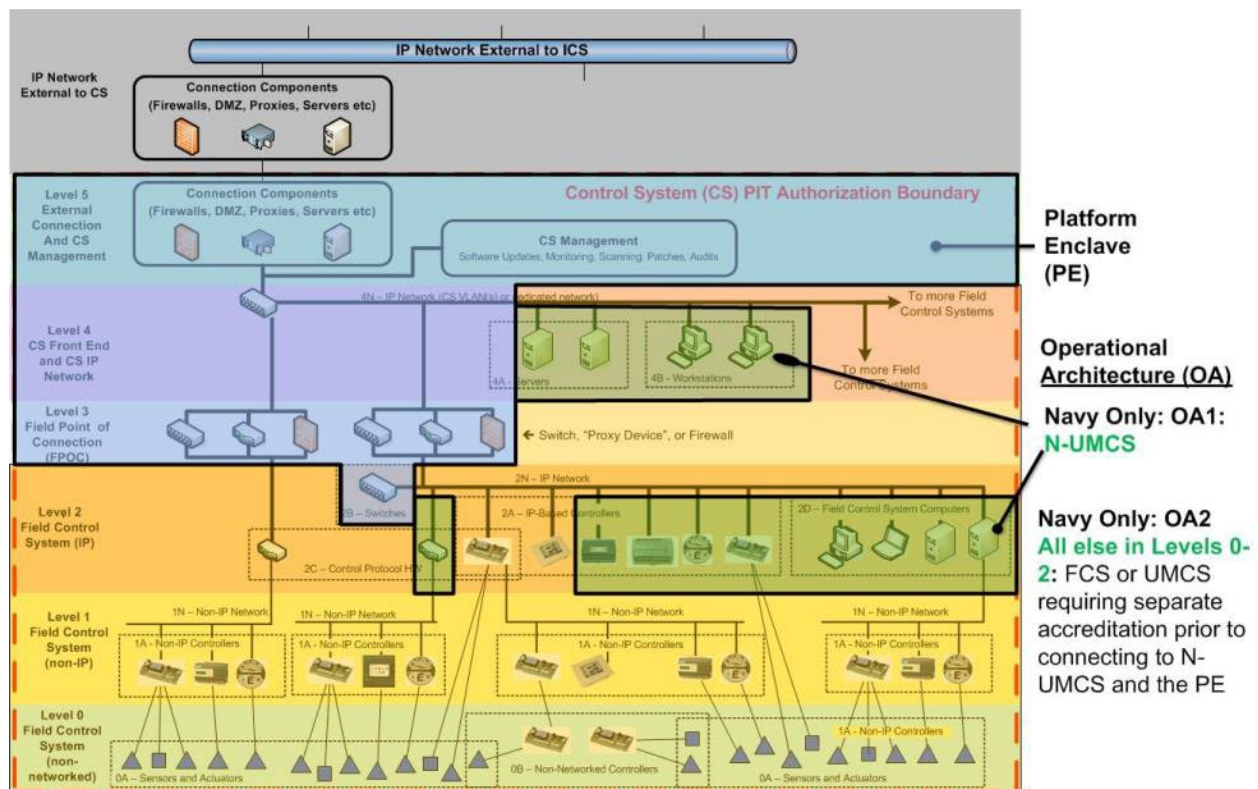 IP Network External to ICS
IP Network
External to CS
Connection Components
(Firewalls, DMZ, Proxies, Servers etc)
Level 5
External
Connection
And CS
Management
Connection Components
(Firewalls, DMZ, Proxies, Servers etc)
Control System (CS) PIT Authorization Boundary
CS Management
Software Updates, Monitoring, Scanning, Patches, Audits
Platform
Enclave
(PE)
4N – IP Network (CS VLAN(s) or dedicated network)
To more Field
Control Systems
Level 4
CS Front End
and CS IP
Network
4A - Servers
4B - Workstations
To more Field
Control Systems
Operational
Architecture (OA)
Navy Only: OA1:
N-UMCS
Level 3
Field Point of
Connection
(FPOC)
← Switch, "Proxy Device", or Firewall
Level 2
Field Control
System (IP)
2N – IP Network
2B – Switches
2A – IP-Based Controllers
2D – Field Control System Computers
2C – Control Protocol H/W
Navy Only: OA2
All else in Levels 0-
2: FCS or UMCS
requiring separate
accreditation prior to
connecting to N-
UMCS and the PE
Level 1
Field Control
System
(non-IP)
1N – Non-IP Network
1N – Non-IP Network
1N – Non-IP Network
1N – Non-IP Network
1A - Non-IP Controllers
1A - Non-IP Controllers
1A - Non-IP Controllers
1A - Non-IP Controllers
Level 0
Field Control
System
(non-
networked)
1A - Non-IP Controllers
0A – Sensors and Actuators
0B – Non-Networked Controllers
0A – Sensors and Actuators